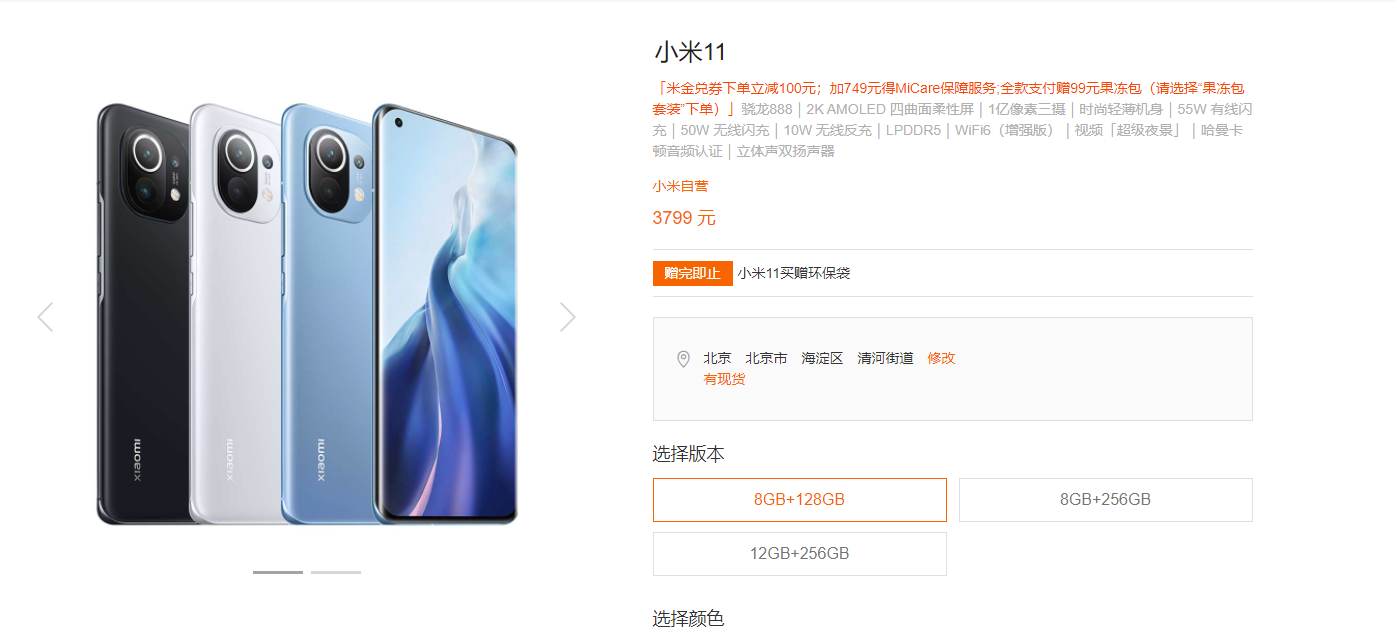 小米11
「米金兑券下单立减100元；加749元得MiCare保障服务;全款支付赠99元果冻包（请选择“果冻包
套装”下单）」骁龙888｜2K AMOLED 四曲面柔性屏｜1亿像素三摄｜时尚轻薄机身｜55W 有线闪
充｜50W 无线闪充｜10W 无线反充｜LPDDR5｜WiFi6（增强版）｜视频「超级夜景」｜哈曼卡
顿音频认证｜立体声双扬声器
小米自营
3799 元
赠完即止 小米11买赠环保袋
北京 北京市 海淀区 清河街道 修改
有现货
选择版本
8GB+128GB
8GB+256GB
12GB+256GB
选择颜色
xiaomi
xiaomi
xiaomi